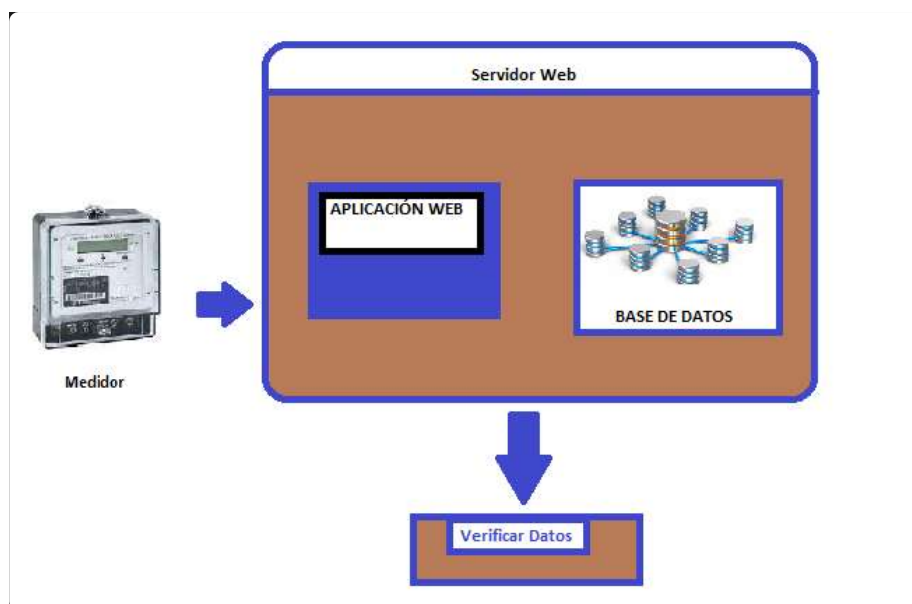 Servidor Web
APLICACIÓN WEB
BASE DE DATOS
Medidor
Verificar Datos